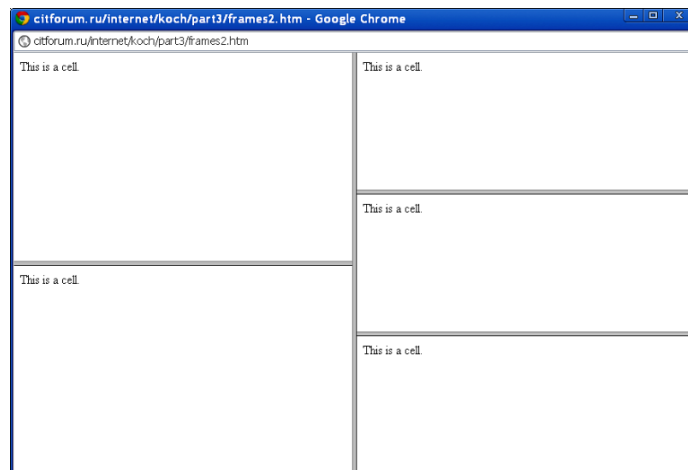 citforum.ru/internet/koch/part3/frames2.htm - Google Chrome
citforum.ru/internet/koch/part3/frames2.htm
This is a cell.
This is a cell.
This is a cell.
This is a cell.
This is a cell.